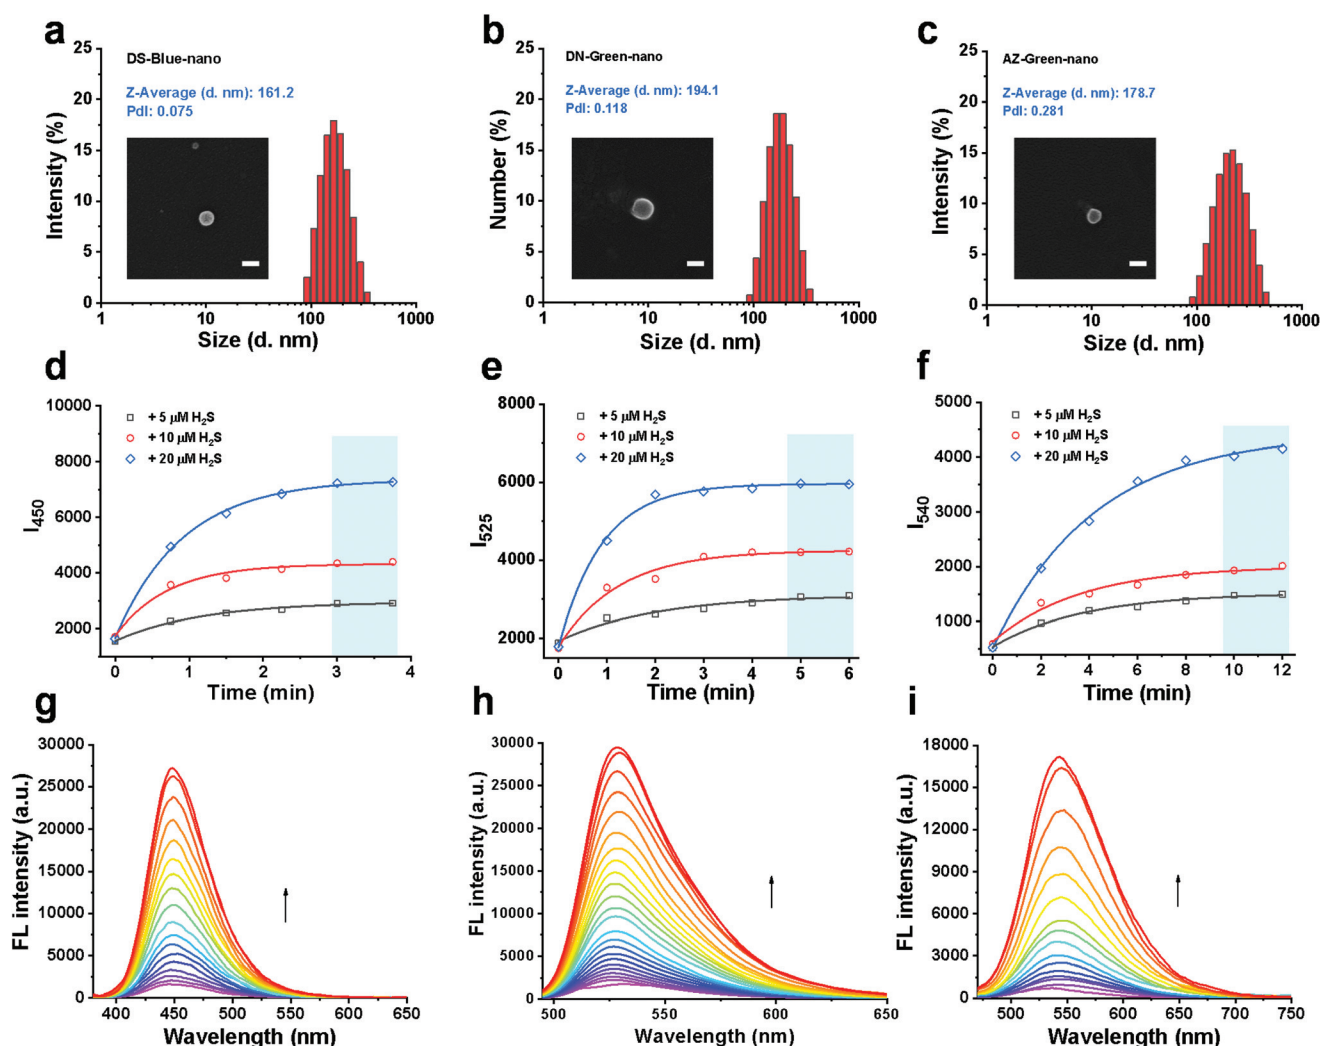 a
DS-Blue-nano
Z-Average (d. nm): 161.2
PdI: 0.075
Intensity (%)
25
20
15
10
5
0
1
10
100
1000
Size (d. nm)
b
DN-Green-nano
Z-Average (d. nm): 194.1
PdI: 0.118
Number (%)
25
20
15
10
5
0
1
10
100
1000
Size (d. nm)
c
AZ-Green-nano
Z-Average (d. nm): 178.7
PdI: 0.281
Intensity (%)
25
20
15
10
5
0
1
10
100
1000
Size (d. nm)
d
+ 5 μM H₂S
+ 10 μM H₂S
+ 20 μM H₂S
I₄₅₀
10000
8000
6000
4000
2000
0
1
2
3
4
Time (min)
e
+ 5 μM H₂S
+ 10 μM H₂S
+ 20 μM H₂S
I₅₂₅
8000
6000
4000
2000
0
1
2
3
4
5
6
Time (min)
f
+ 5 μM H₂S
+ 10 μM H₂S
+ 20 μM H₂S
I₅₄₀
5000
4000
3000
2000
1000
0
0
2
4
6
8
10
12
Time (min)
g
FL intensity (a.u.)
30000
25000
20000
15000
10000
5000
0
400
450
500
550
600
650
Wavelength (nm)
h
FL intensity (a.u.)
30000
25000
20000
15000
10000
5000
0
500
550
600
650
Wavelength (nm)
i
FL intensity (a.u.)
18000
15000
12000
9000
6000
3000
0
500
550
600
650
700
750
Wavelength (nm)